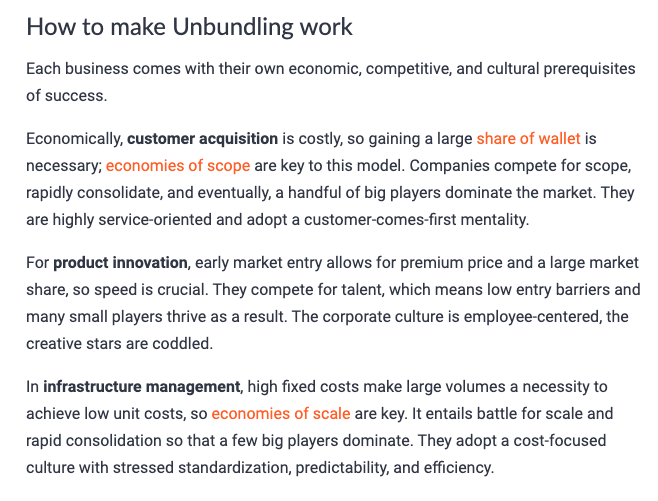 How to make Unbundling work
Each business comes with their own economic, competitive, and cultural prerequisites
of success.
Economically, customer acquisition is costly, so gaining a large share of wallet is
necessary; economies of scope are key to this model. Companies compete for scope,
rapidly consolidate, and eventually, a handful of big players dominate the market. They
are highly service-oriented and adopt a customer-comes-first mentality.
For product innovation, early market entry allows for premium price and a large market
share, so speed is crucial. They compete for talent, which means low entry barriers and
many small players thrive as a result. The corporate culture is employee-centered, the
creative stars are coddled.
In infrastructure management, high fixed costs make large volumes a necessity to
achieve low unit costs, so economies of scale are key. It entails battle for scale and
rapid consolidation so that a few big players dominate. They adopt a cost-focused
culture with stressed standardization, predictability, and efficiency.